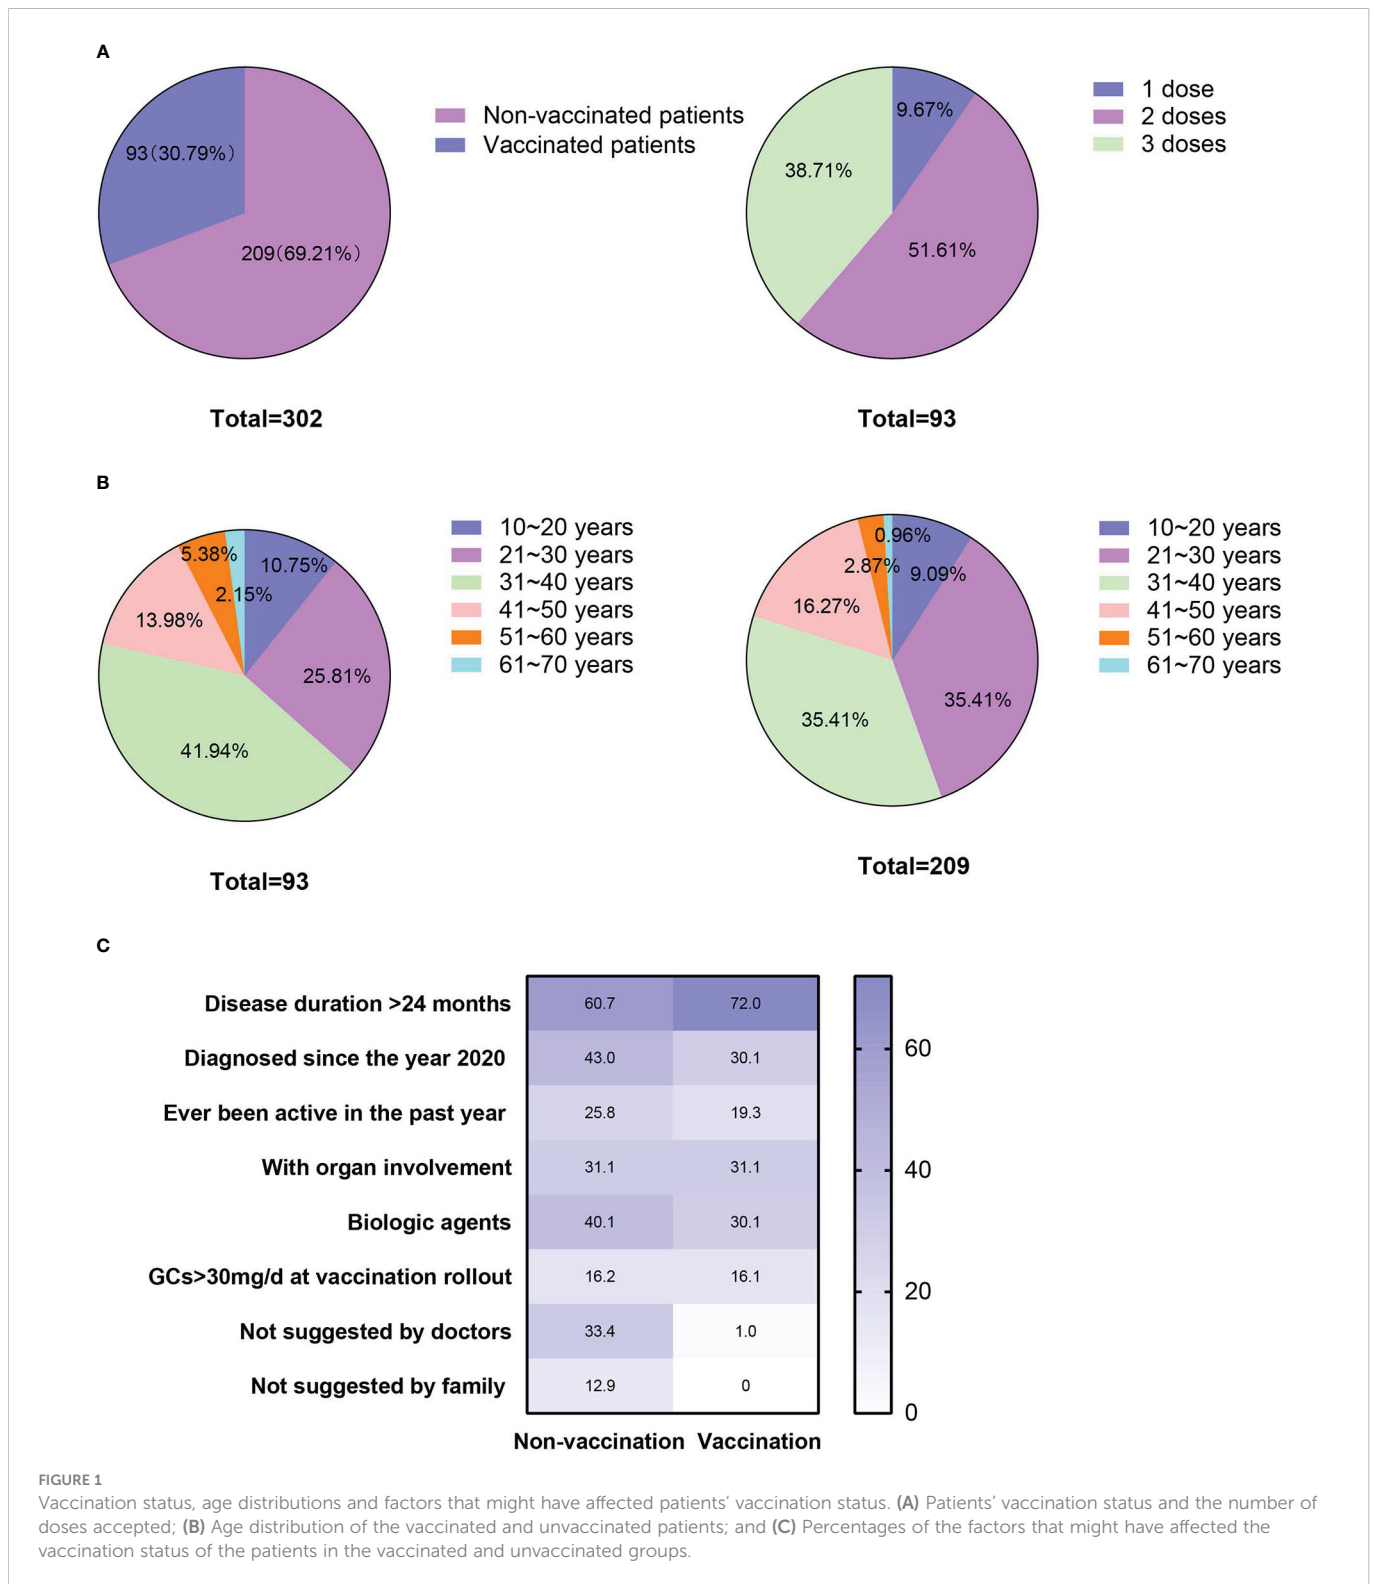 A
93(30.79%)
209(69.21%)
Non-vaccinated patients
Vaccinated patients
Total=302
9.67%
38.71%
51.61%
1 dose
2 doses
3 doses
Total=93
B
5.38%
10.75%
2.15%
13.98%
25.81%
41.94%
10~20 years
21~30 years
31~40 years
41~50 years
51~60 years
61~70 years
Total=93
0.96%
2.87%
9.09%
16.27%
35.41%
35.41%
10~20 years
21~30 years
31~40 years
41~50 years
51~60 years
61~70 years
Total=209
C
Disease duration >24 months 60.7 72.0
Diagnosed since the year 2020 43.0 30.1
Ever been active in the past year 25.8 19.3
With organ involvement 31.1 31.1
Biologic agents 40.1 30.1
GCs>30mg/d at vaccination rollout 16.2 16.1
Not suggested by doctors 33.4 1.0
Not suggested by family 12.9 0
Non-vaccination Vaccination
60
40
20
0
FIGURE 1
Vaccination status, age distributions and factors that might have affected patients’ vaccination status. (A) Patients’ vaccination status and the number of
doses accepted; (B) Age distribution of the vaccinated and unvaccinated patients; and (C) Percentages of the factors that might have affected the
vaccination status of the patients in the vaccinated and unvaccinated groups.